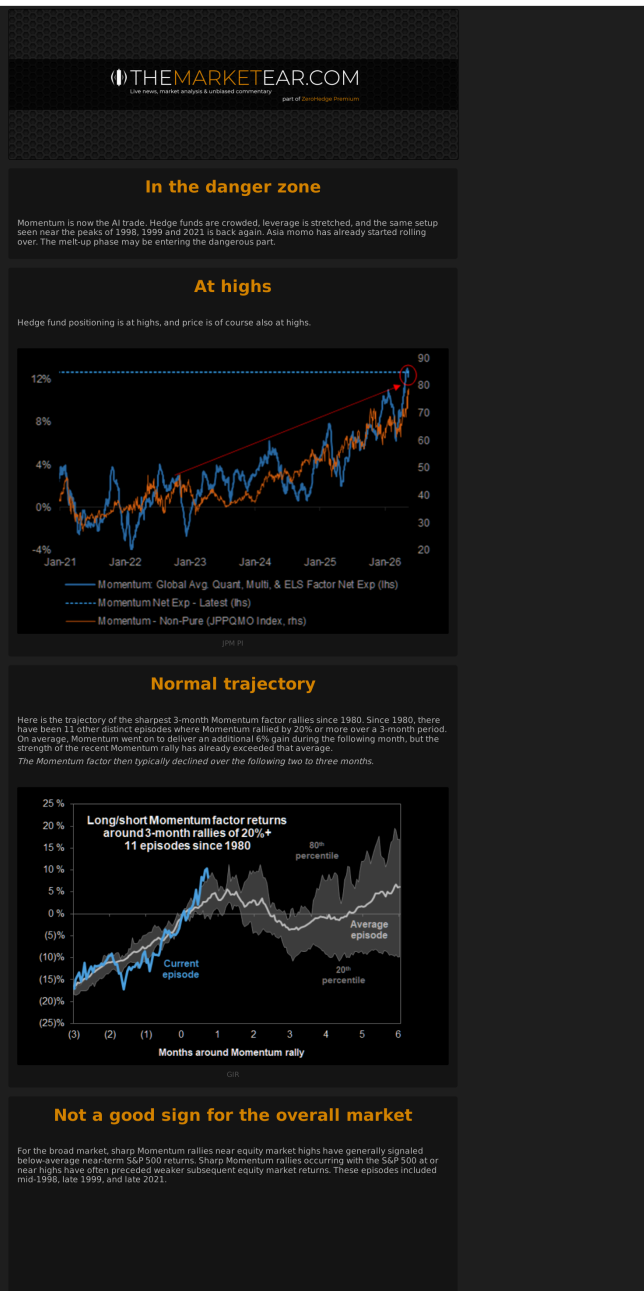 THEMARKETEAR.COM
Live news, market analysis & unbiased commentary
part of ZeroHedge Premium
In the danger zone
Momentum is now the AI trade. Hedge funds are crowded, leverage is stretched, and the same setup
seen near the peaks of 1998, 1999 and 2021 is back again. Asia momo has already started rolling
over. The melt-up phase may be entering the dangerous part.
At highs
Hedge fund positioning is at highs, and price is of course also at highs.
90
12%
80
70
8%
60
4%
50
40
0%
30
-4%
20
Jan-21 Jan-22 Jan-23 Jan-24 Jan-25 Jan-26
Momentum: Global Avg. Quant, Multi, & ELS Factor Net Exp (lhs)
Momentum Net Exp - Latest (lhs)
Momentum - Non-Pure (JPPQMO Index, rhs)
JPM PI
Normal trajectory
Here is the trajectory of the sharpest 3-month Momentum factor rallies since 1980. Since 1980, there
have been 11 other distinct episodes where Momentum rallied by 20% or more over a 3-month period.
On average, Momentum went on to deliver an additional 6% gain during the following month, but the
strength of the recent Momentum rally has already exceeded that average.
The Momentum factor then typically declined over the following two to three months.
25 %
20 %
15 %
10 %
5 %
0 %
(5)%
(10)%
(15)%
(20)%
(25)%
Long/short Momentum factor returns
around 3-month rallies of 20%+
11 episodes since 1980
80th
percentile
Average
episode
Current
episode
20th
percentile
(3) (2) (1) 0 1 2 3 4 5 6
Months around Momentum rally
GIR
Not a good sign for the overall market
For the broad market, sharp Momentum rallies near equity market highs have generally signaled
below-average near-term S&P 500 returns. Sharp Momentum rallies occurring with the S&P 500 at or
near highs have often preceded weaker subsequent equity market returns. These episodes included
mid-1998, late 1999, and late 2021.